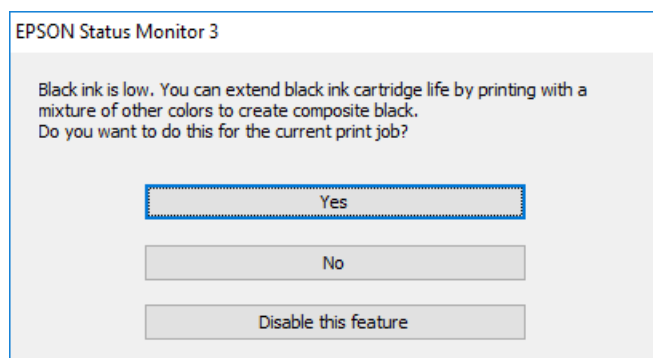 EPSON Status Monitor 3
Black ink is low. You can extend black ink cartridge life by printing with a
mixture of other colors to create composite black.
Do you want to do this for the current print job?
Yes
No
Disable this feature